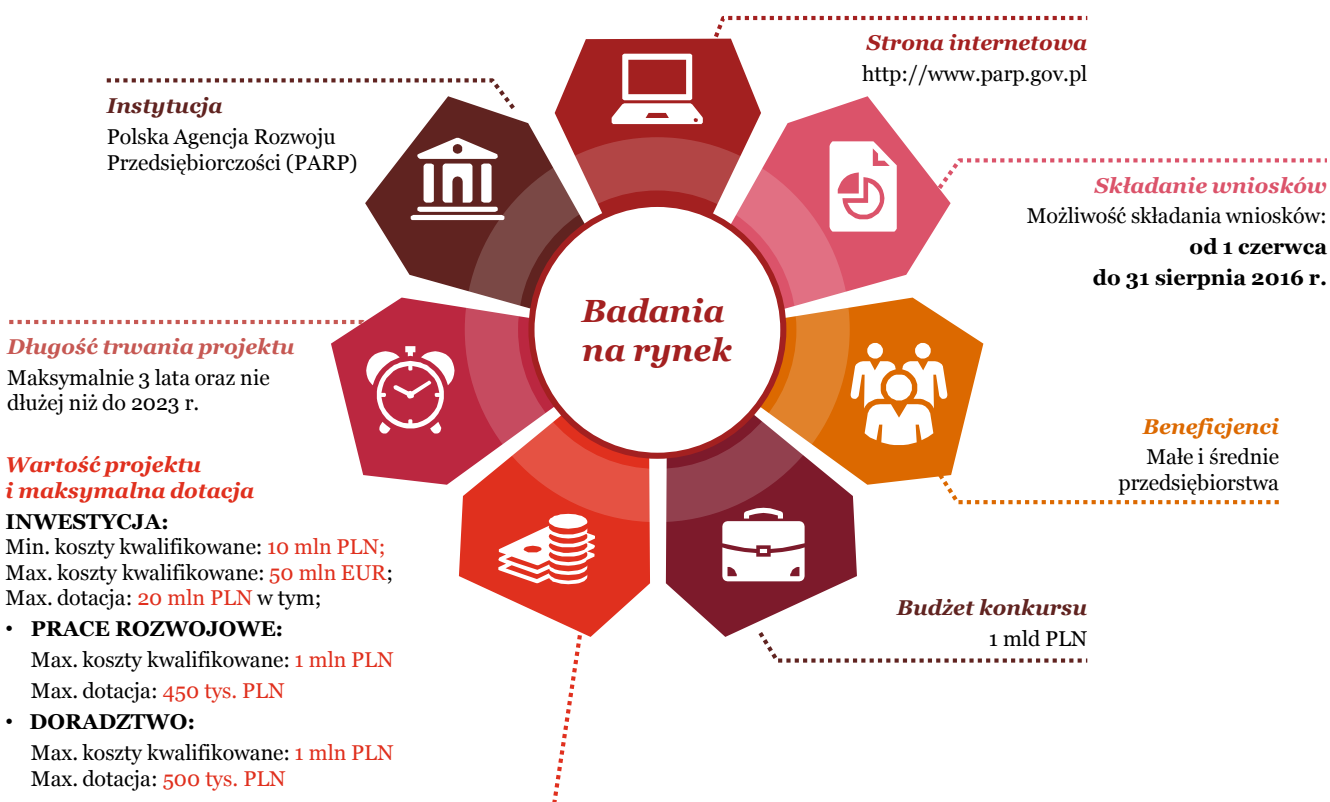 Strona internetowa
http://www.parp.gov.pl
Instytucja
Polska Agencja Rozwoju
Przedsiębiorczości (PARP)
Składanie wniosków
Możliwość składania wniosków:
od 1 czerwca
do 31 sierpnia 2016 r.
Badania
na rynek
Długość trwania projektu
Maksymalnie 3 lata oraz nie
dłużej niż do 2023 r.
Beneficjenci
Małe i średnie
przedsiębiorstwa
Wartość projektu
i maksymalna dotacja
INWESTYCJA:
Min. koszty kwalifikowane: 10 mln PLN;
Max. koszty kwalifikowane: 50 mln EUR;
Max. dotacja: 20 mln PLN w tym;
• PRACE ROZWOJOWE:
Max. koszty kwalifikowane: 1 mln PLN
Max. dotacja: 450 tys. PLN
• DORADZTWO:
Max. koszty kwalifikowane: 1 mln PLN
Max. dotacja: 500 tys. PLN
Budżet konkursu
1 mld PLN